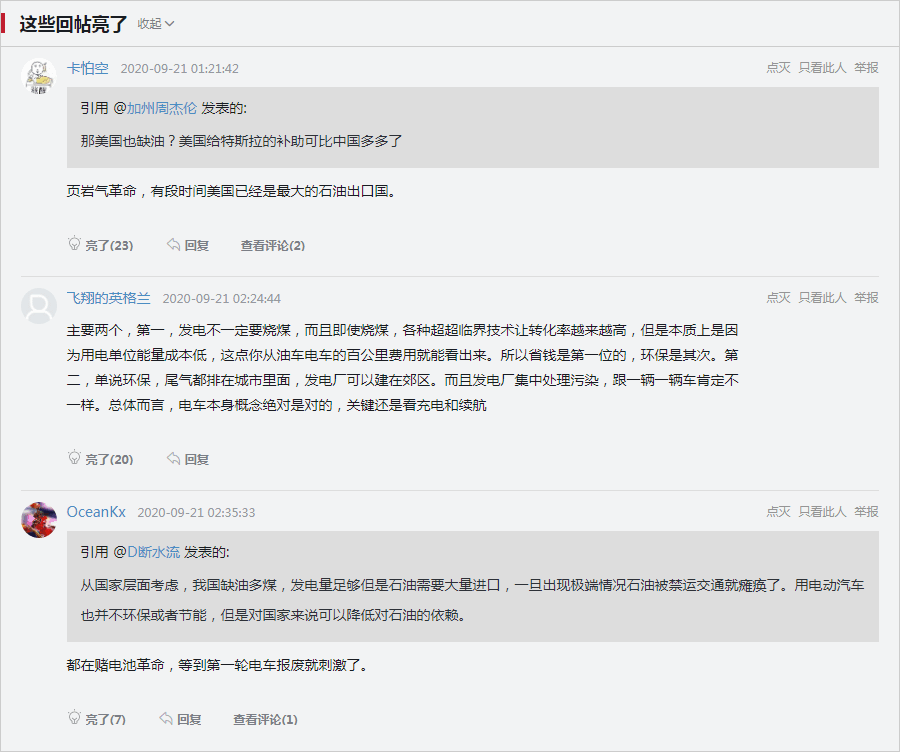 这些回帖亮了 收起
卡怕空 2020-09-21 01:21:42 点灭 只看此人 举报
引用 @加州周杰伦 发表的:
那美国也缺油？美国给特斯拉的补助可比中国多多了
页岩气革命，有段时间美国已经是最大的石油出口国。
亮了(23) 回复 查看评论(2)
飞翔的英格兰 2020-09-21 02:24:44 点灭 只看此人 举报
主要两个，第一，发电不一定要烧煤，而且即使烧煤，各种超超临界技术让转化率越来越高，但是本质上是因
为用电单位能量成本低，这点你从油车电车的百公里费用就能看出来。所以省钱是第一位的，环保是其次。第
二，单说环保，尾气都排在城市里面，发电厂可以建在郊区。而且发电厂集中处理污染，跟一辆一辆车肯定不
一样。总体而言，电车本身概念绝对是对的，关键还是看充电和续航
亮了(20) 回复
OceanKx 2020-09-21 02:35:33 点灭 只看此人 举报
引用 @D断水流 发表的:
从国家层面考虑，我国缺油多煤，发电量足够但是石油需要大量进口，一旦出现极端情况石油被禁运交通就瘫痪了。用电动汽车
也并不环保或者节能，但是对国家来说可以降低对石油的依赖。
都在赌电池革命，等到第一轮电车报废就刺激了。
亮了(7) 回复 查看评论(1)